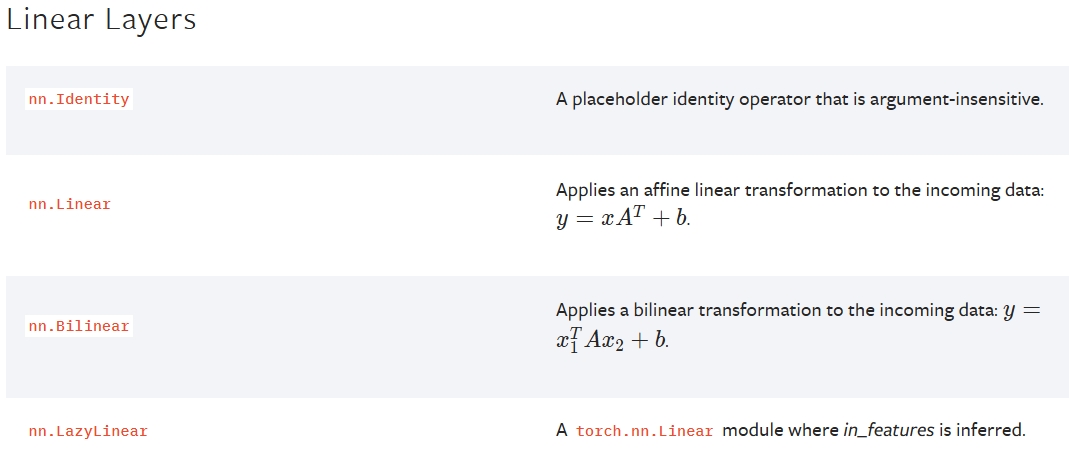 Linear Layers
nn.Identity
A placeholder identity operator that is argument-insensitive.
nn.Linear
Applies an affine linear transformation to the incoming data:
y = xA^T + b.
nn.Bilinear
Applies a bilinear transformation to the incoming data: y =
x_1^T Ax_2 + b.
nn.LazyLinear
A torch.nn.Linear module where in_features is inferred.